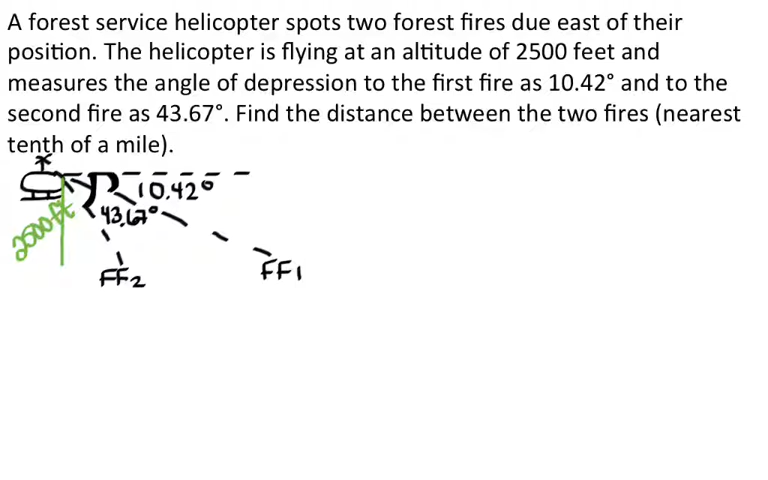 A forest service helicopter spots two forest fires due east of their
position. The helicopter is flying at an altitude of 2500 feet and
measures the angle of depression to the first fire as 10.42° and to the
second fire as 43.67°. Find the distance between the two fires (nearest
tenth of a mile).
10.42°
43.67°
2500 ft
FF2
FF1